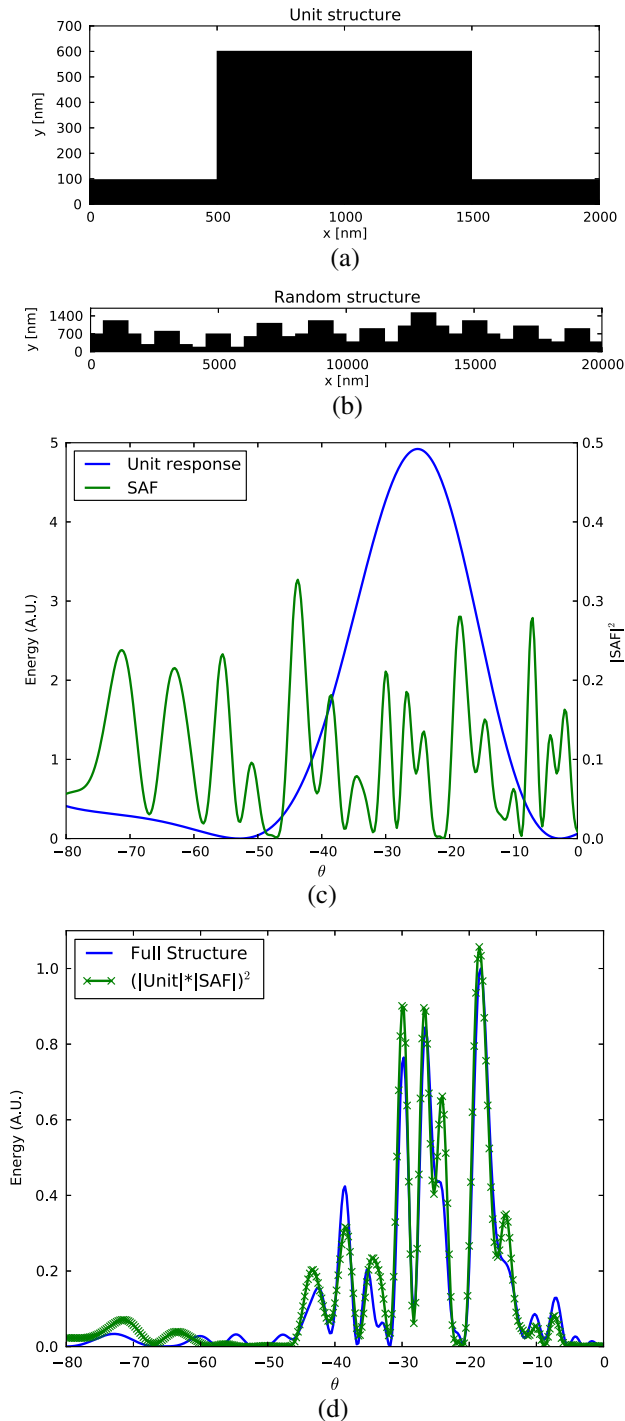 Unit structure
700
600
500
400
300
200
100
0
y [nm]
0 500 1000 1500 2000
x [nm]
(a)
Random structure
1400
700
0
y [nm]
0 5000 10000 15000 20000
x [nm]
(b)
5
4
3
2
1
0
Energy (A.U.)
Unit response
SAF
0.5
0.4
0.3
0.2
0.1
0.0
|SAF|²
−80 −70 −60 −50 −40 −30 −20 −10 0
θ
(c)
Full Structure
(|Unit|*|SAF|)²
1.0
0.8
0.6
0.4
0.2
0.0
Energy (A.U.)
−80 −70 −60 −50 −40 −30 −20 −10 0
θ
(d)